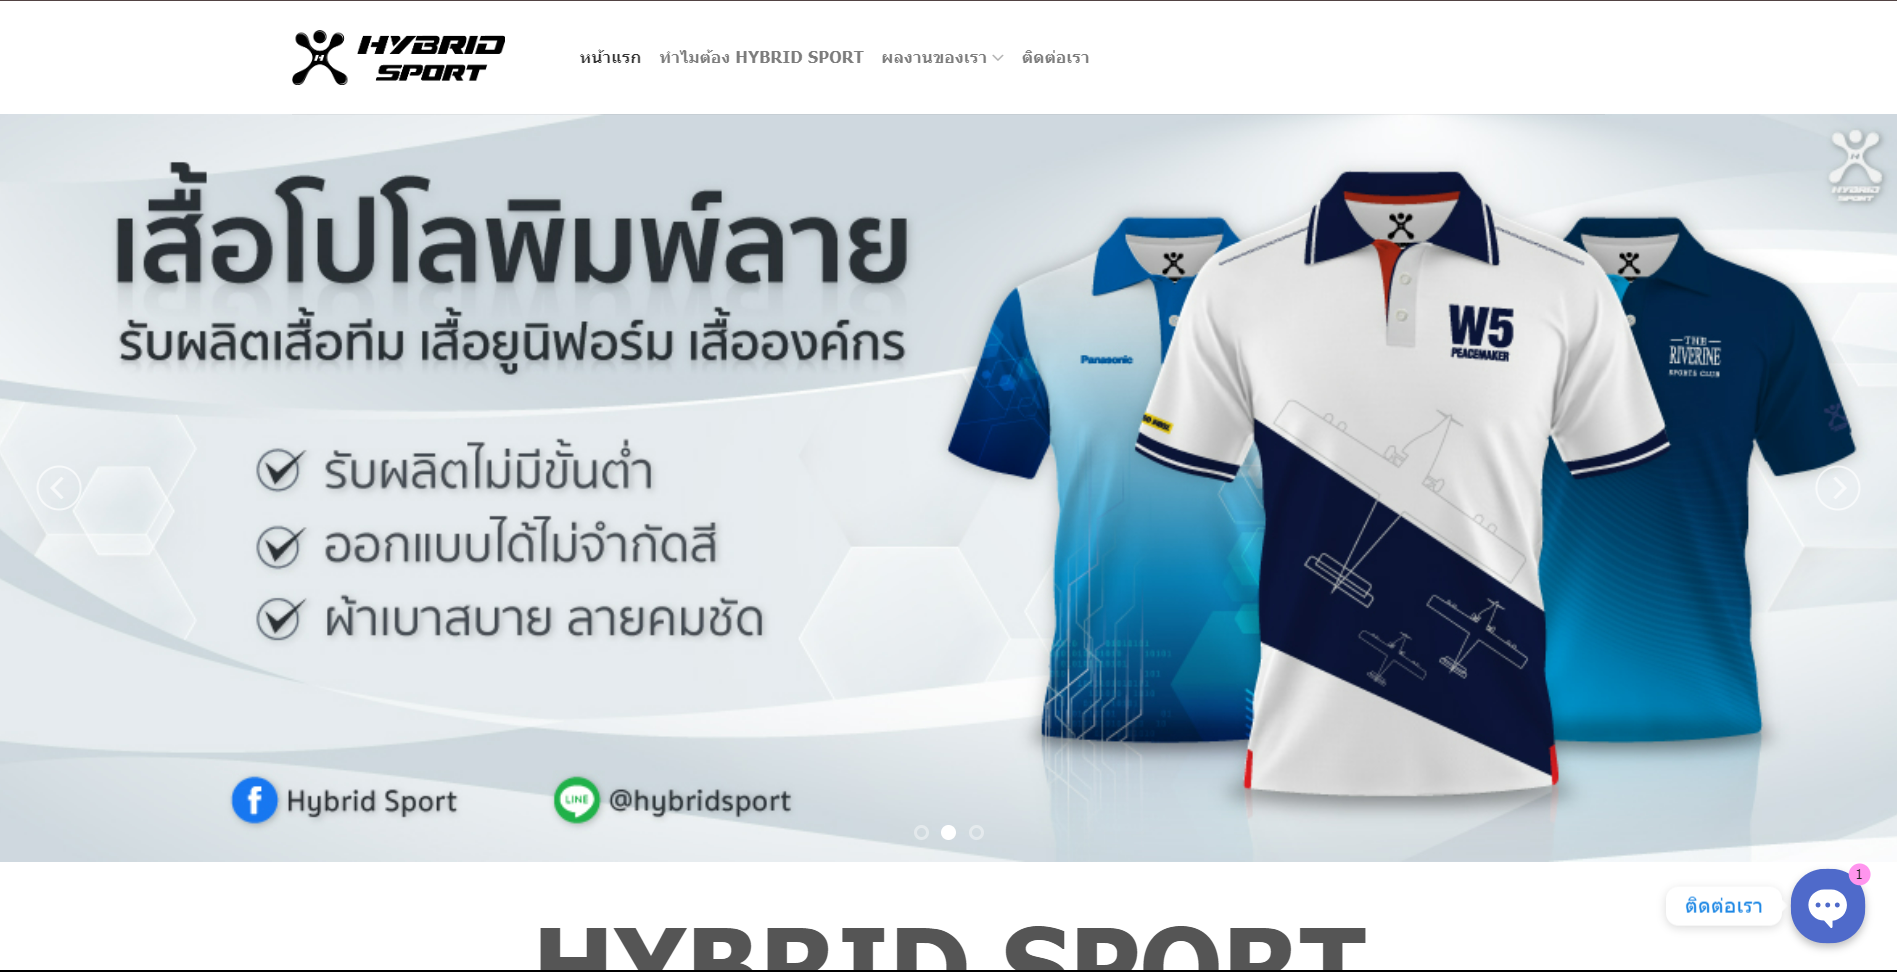 HYBRID
SPORT
หน้าแรก
ทำไมต้อง HYBRID SPORT
ผลงานของเรา
ติดต่อเรา
HYBRID
SPORT
เสื้อโปโลพิมพ์ลาย
รับผลิตเสื้อทีม เสื้อยูนิฟอร์ม เสื้อองค์กร
รับผลิตไม่มีขั้นต่ำ
ออกแบบได้ไม่จำกัดสี
ผ้าเบาสบาย ลายคมชัด
Panasonic
W5
PEACEMAKER
THE
RIVERINE
SPORTS CLUB
Hybrid Sport
LINE
@hybridsport
1
ติดต่อเรา
HYBRID SPORT